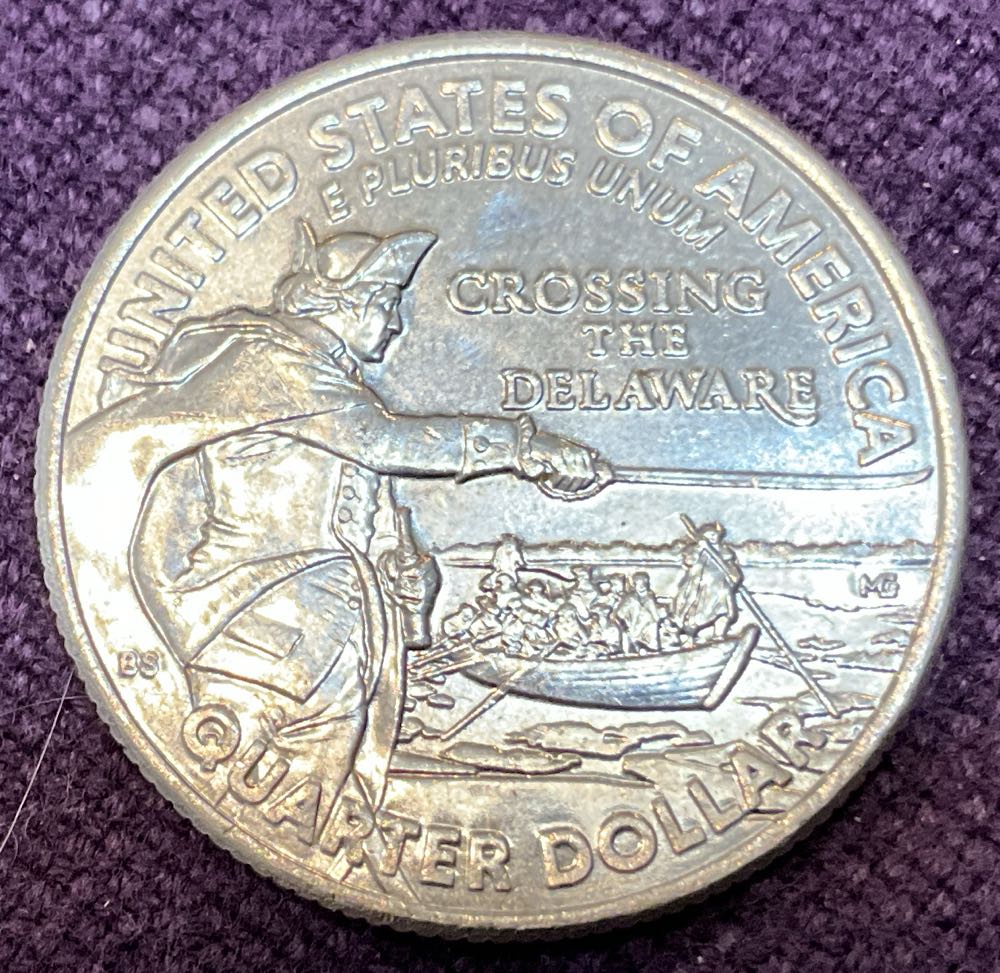 UNITED STATES OF AMERICA
E PLURIBUS UNUM
CROSSING
THE
DELAWARE
MG
BS
QUARTER DOLLAR